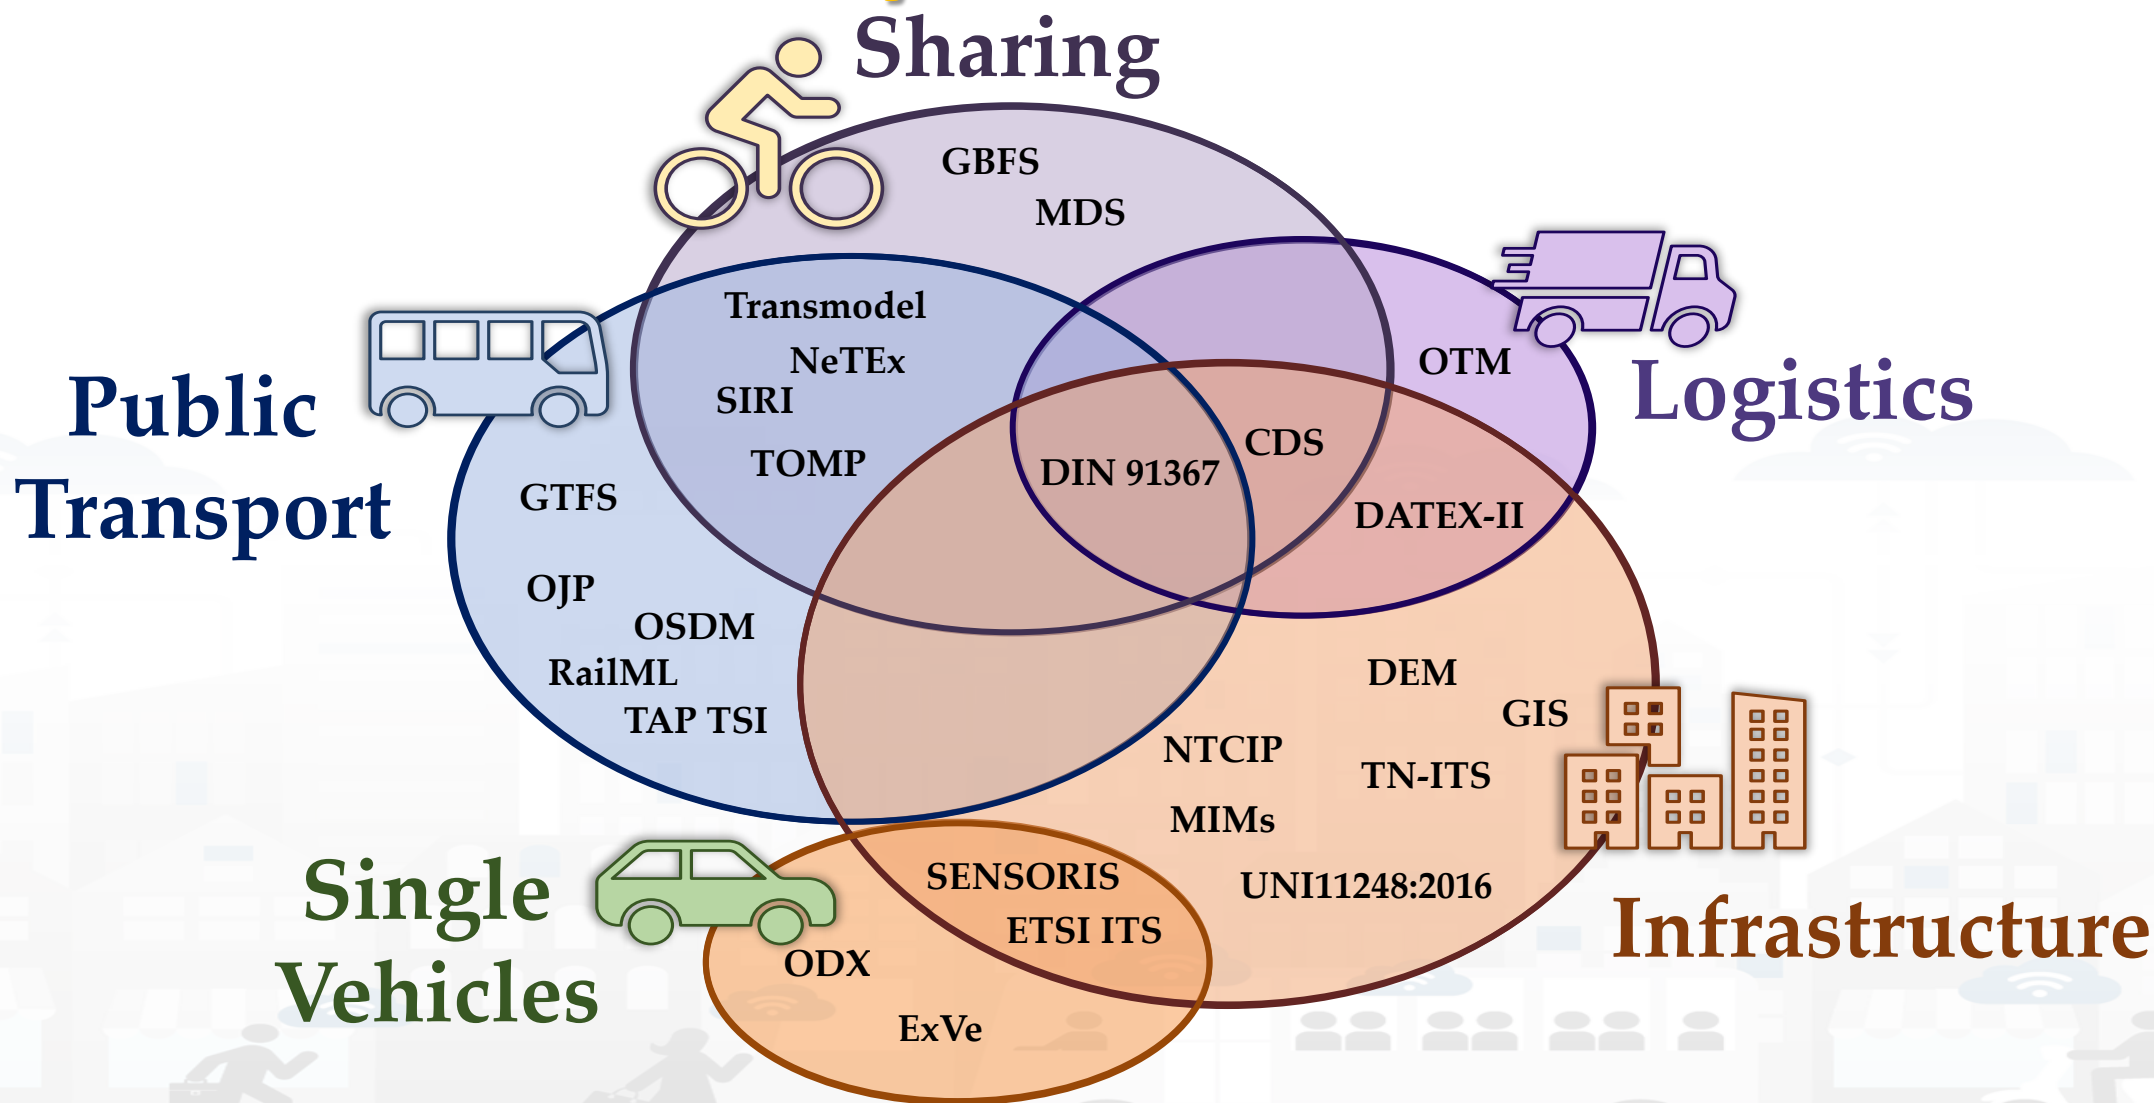 Sharing
GBFS
MDS
Transmodel
NeTEx
SIRI
TOMP
OTM
Logistics
Public
Transport
GTFS
CDS
DIN 91367
DATEX-II
OJP
OSDM
RailML
TAP TSI
DEM
GIS
NTCIP
TN-ITS
MIMs
UNI11248:2016
Infrastructure
Single
Vehicles
SENSORIS
ETSI ITS
ODX
ExVe